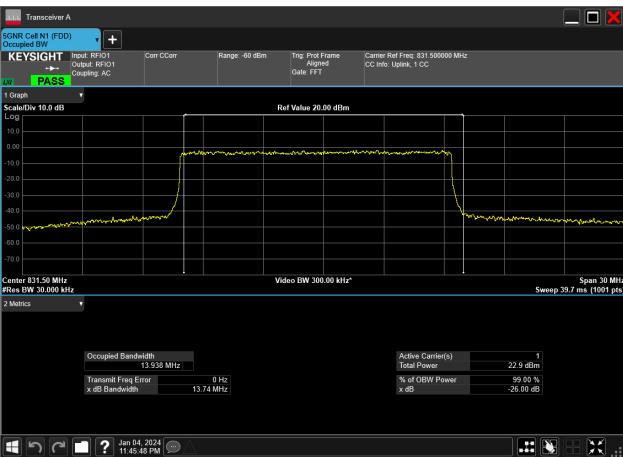 Transceiver A
5GNR Cell N1 (FDD)
Occupied BW
KEYSIGHT
LXI
PASS
Input: RFIO1
Output: RFIO1
Coupling: AC
Corr CCorr
Range: -60 dBm
Trig: Prot Frame
Aligned
Gate: FFT
Carrier Ref Freq: 831.500000 MHz
CC Info: Uplink, 1 CC
1 Graph
Scale/Div 10.0 dB
Ref Value 20.00 dBm
Log
10.0
0.00
-10.0
-20.0
-30.0
-40.0
-50.0
-60.0
-70.0
Center 831.50 MHz
Video BW 300.00 kHz*
Span 30 MHz
#Res BW 30.000 kHz
Sweep 39.7 ms (1001 pts)
2 Metrics
Occupied Bandwidth
13.938 MHz
Transmit Freq Error 0 Hz
x dB Bandwidth 13.74 MHz
Active Carrier(s) 1
Total Power 22.9 dBm
% of OBW Power 99.00 %
x dB -26.00 dB
?
Jan 04, 2024
11:45:48 PM